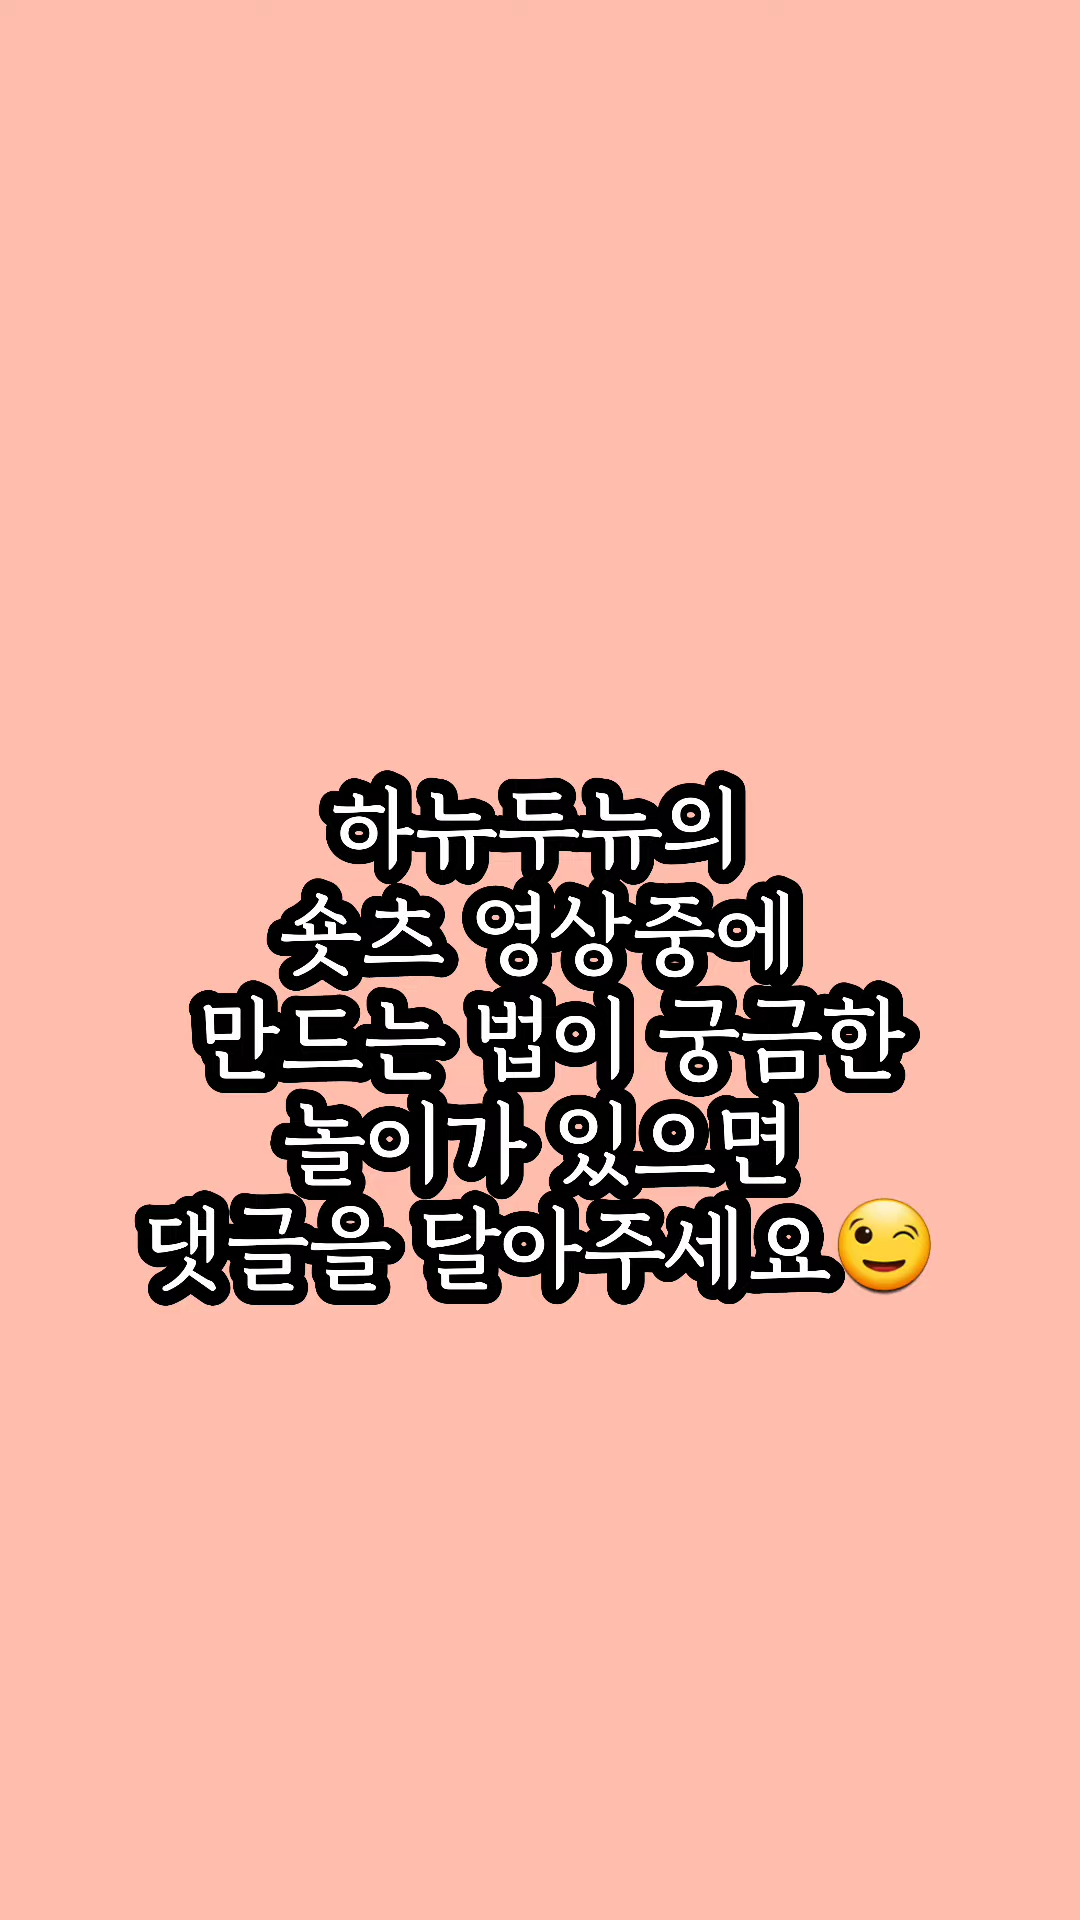 하뉴두뉴의
숏츠 영상중에
만드는 법이 궁금한
놀이가 있으면
댓글을 달아주세요😉